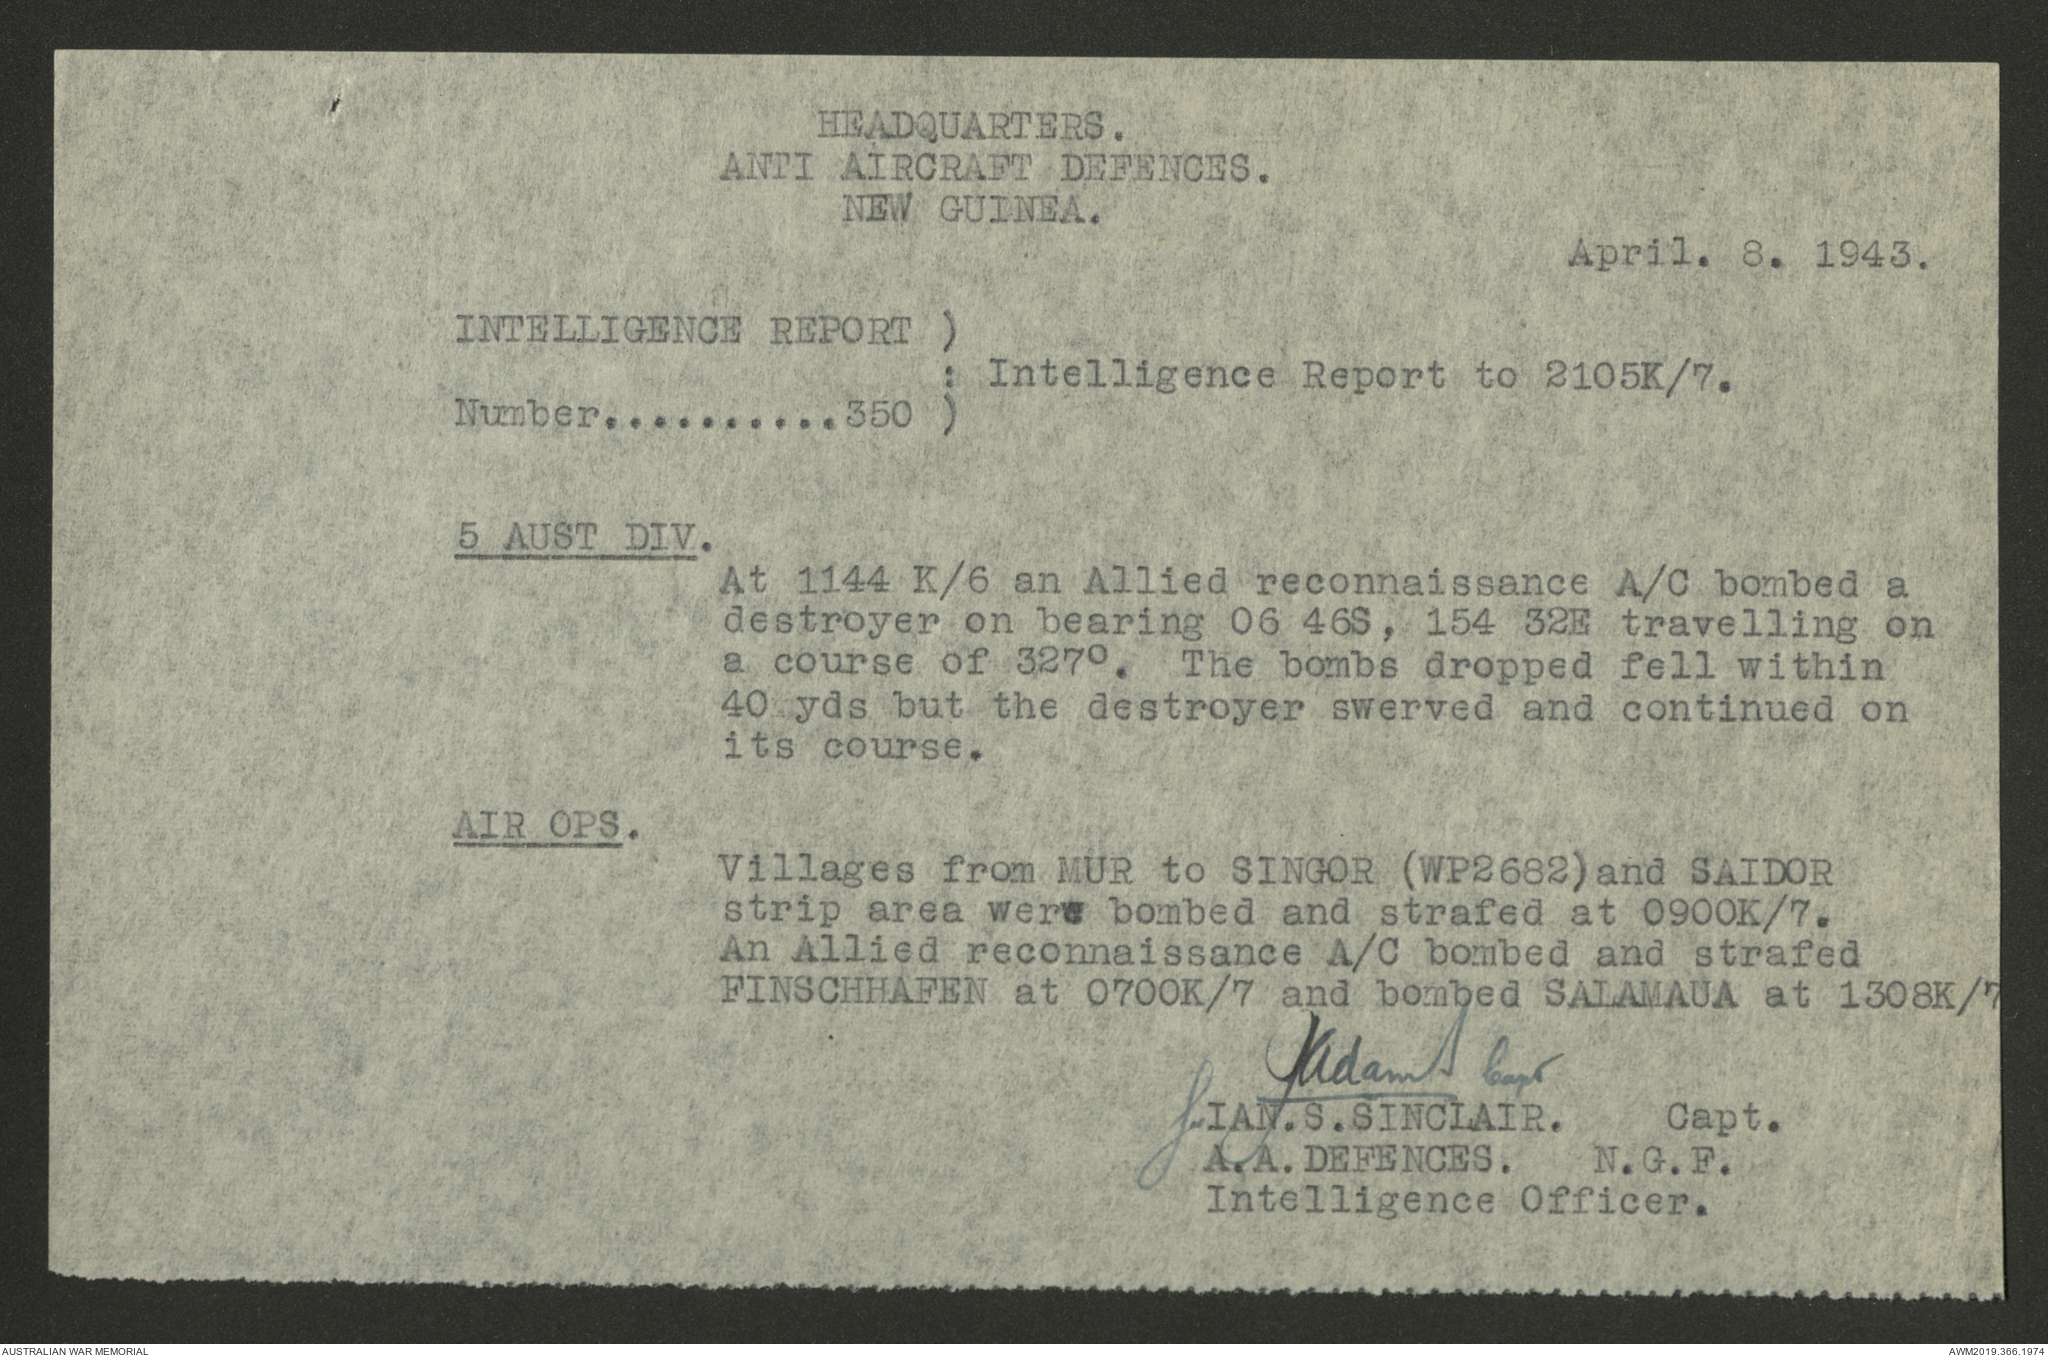 HEADQUARTERS.
ANTI AIRCRAFT DEFENCES.
NEW GUINEA.
April. 8. 1943.
INTELLIGENCE REPORT )
: Intelligence Report to 2105K/7.
Number..........350 )
5 AUST DIV.
At 1144 K/6 an Allied reconnaissance A/C bombed a
destroyer on bearing 06 46S, 154 32E travelling on
a course of 327º. The bombs dropped fell within
40 yds but the destroyer swerved and continued on
its course.
AIR OPS.
Villages from MUR to SINGOR (WP2682)and SAIDOR
strip area were bombed and strafed at 0900K/7.
An Allied reconnaissance A/C bombed and strafed
FINSCHHAFEN at 0700K/7 and bombed SALAMAUA at 1308K/7
Adams Capt
for IAN.S.SINCLAIR. Capt.
A.A.DEFENCES. N.G.F.
Intelligence Officer.
AUSTRALIAN WAR MEMORIAL
AWM2019.366.1974